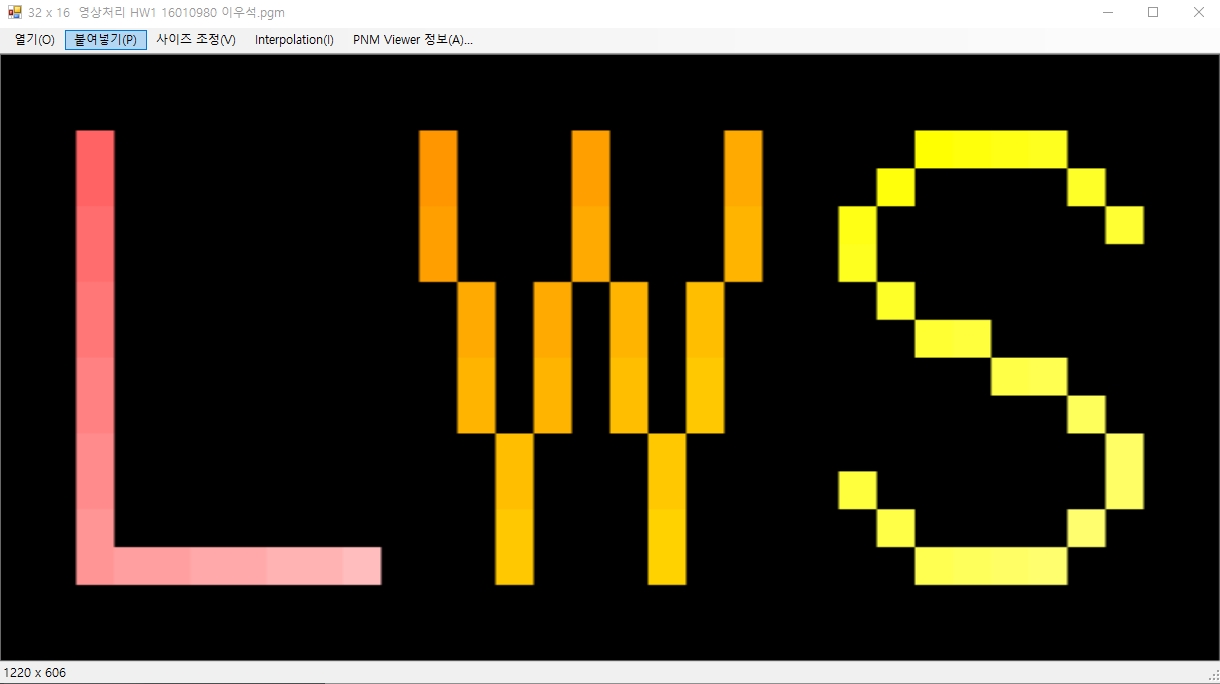 32 x 16 영상처리 HW1 16010980 이우석.pgm
열기(O) 붙여넣기(P) 사이즈 조정(V) Interpolation(I) PNM Viewer 정보(A)...
LWS
1220 x 606